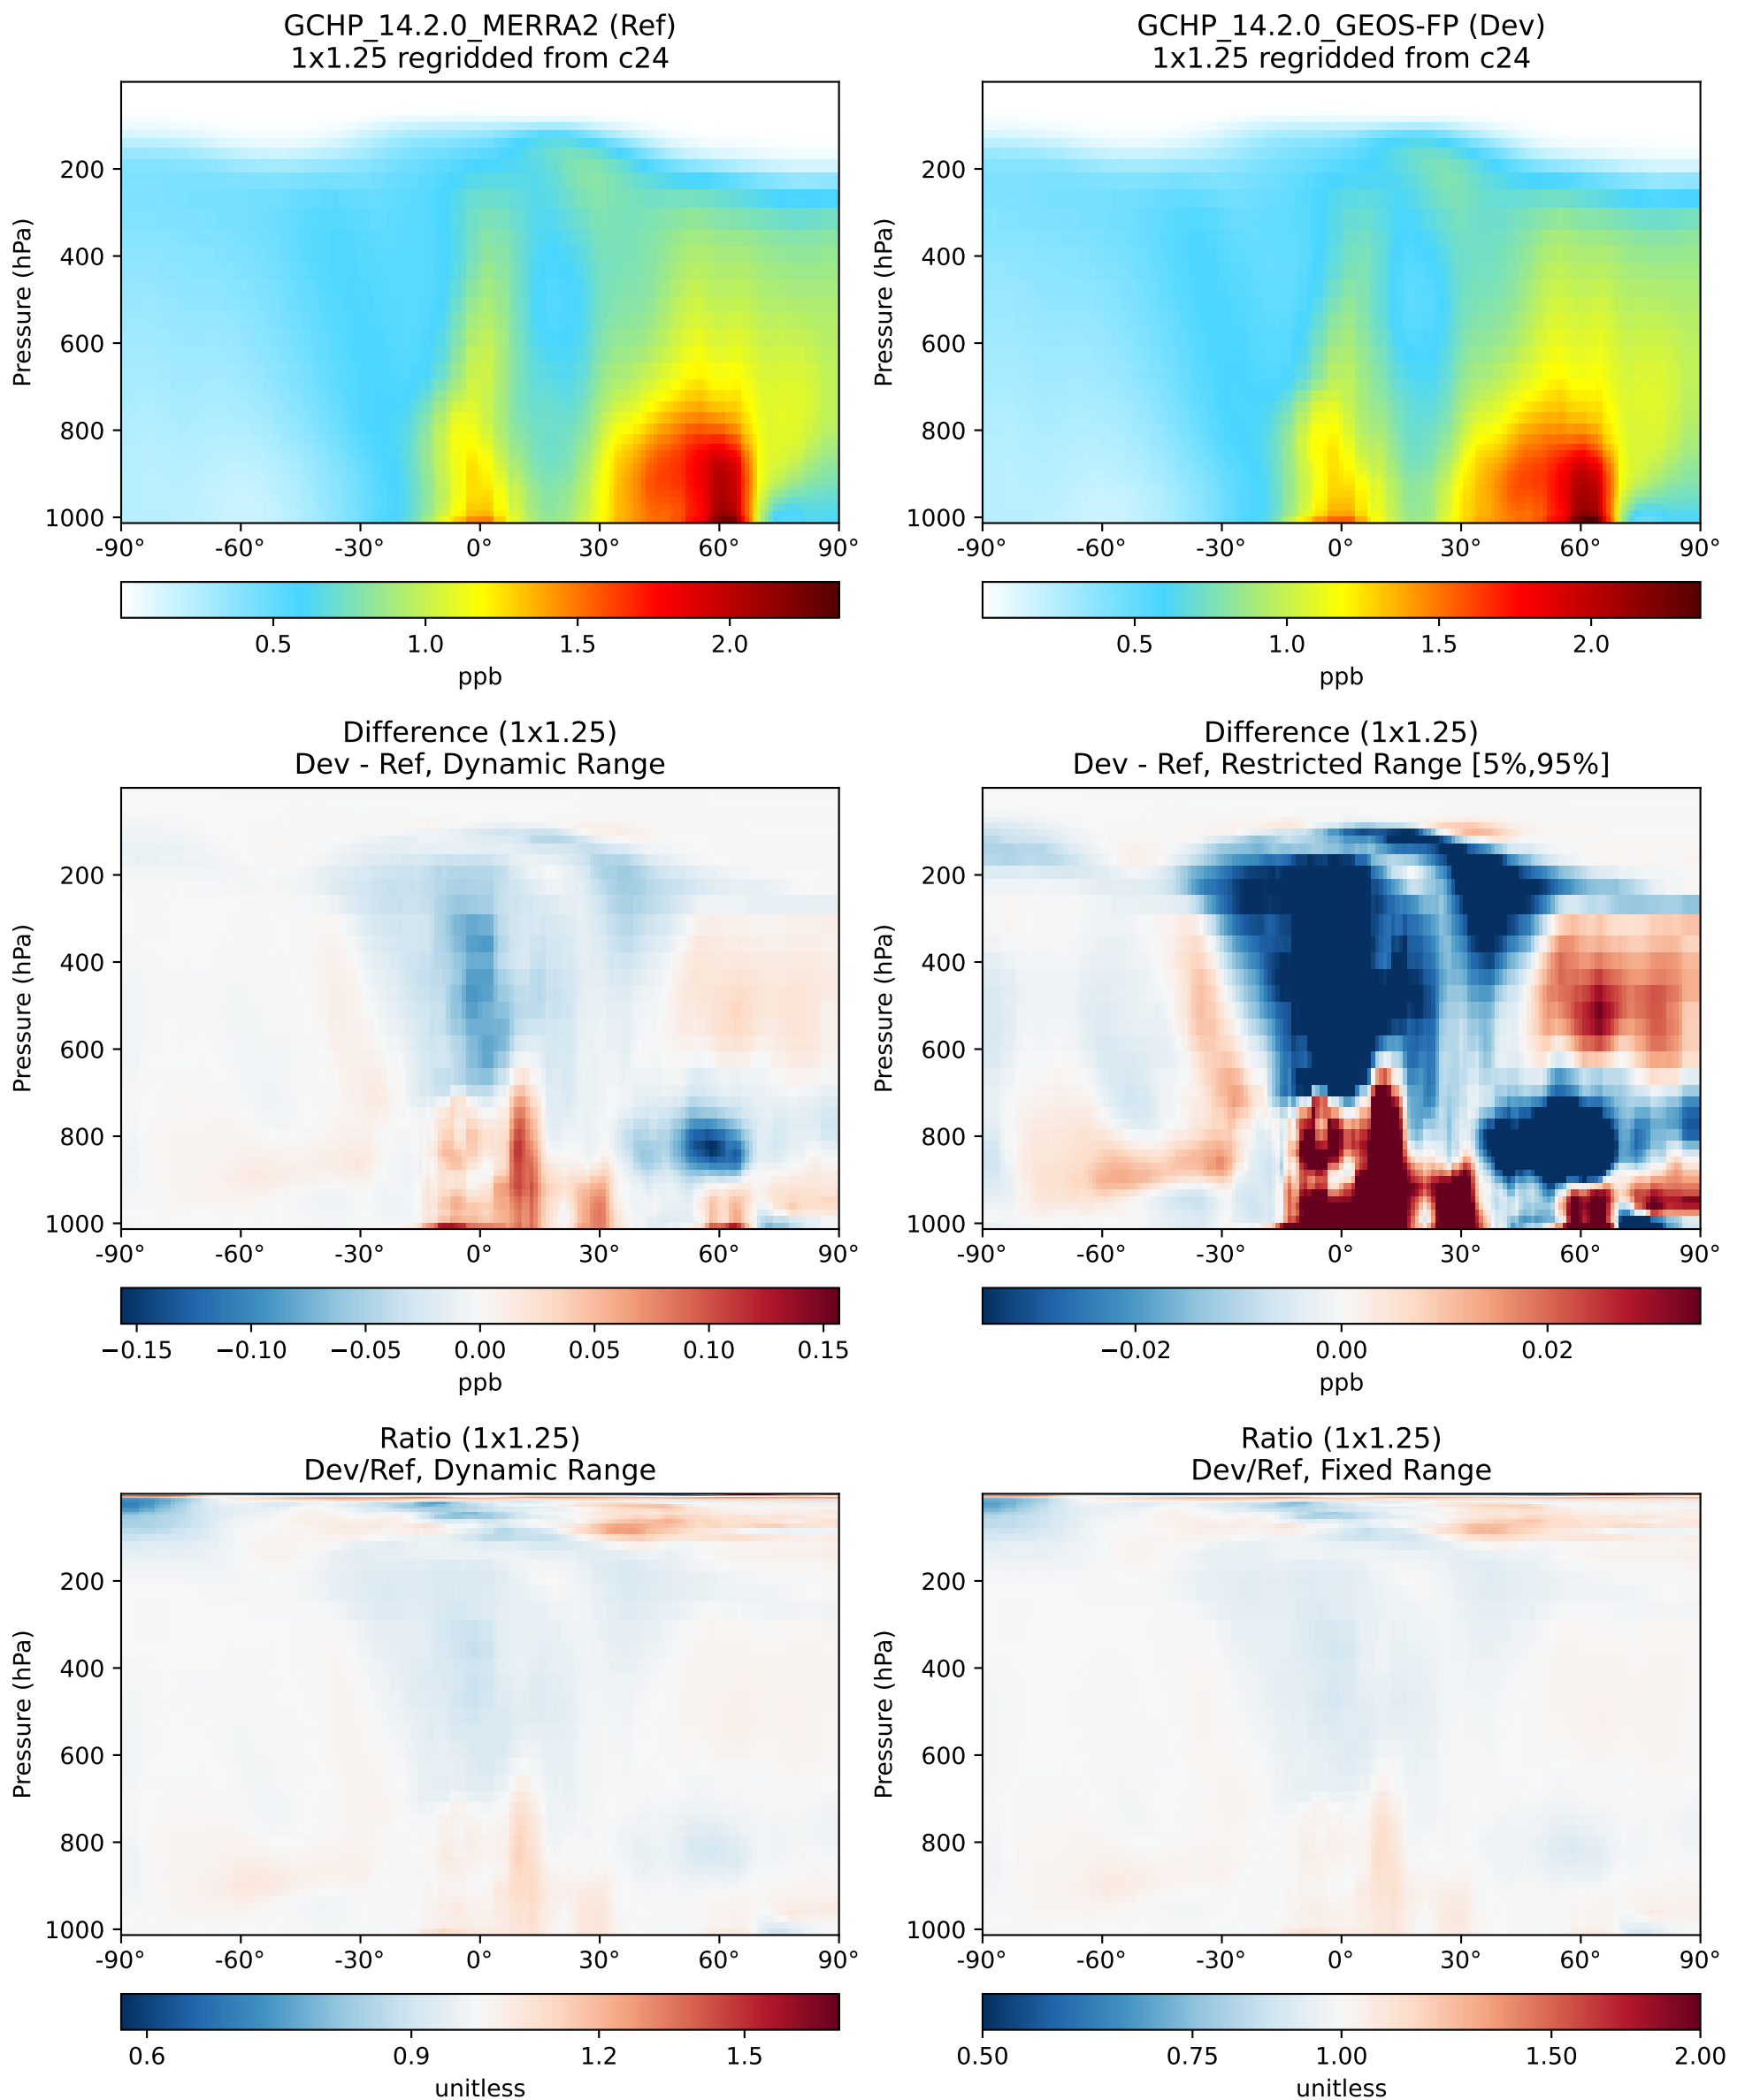 GCHP_14.2.0_MERRA2 (Ref)
1x1.25 regridded from c24
Pressure (hPa)
200
400
600
800
1000
-90° -60° -30° 0° 30° 60° 90°
0.5 1.0 1.5 2.0
ppb
GCHP_14.2.0_GEOS-FP (Dev)
1x1.25 regridded from c24
Pressure (hPa)
200
400
600
800
1000
-90° -60° -30° 0° 30° 60° 90°
0.5 1.0 1.5 2.0
ppb
Difference (1x1.25)
Dev - Ref, Dynamic Range
Pressure (hPa)
200
400
600
800
1000
-90° -60° -30° 0° 30° 60° 90°
−0.15 −0.10 −0.05 0.00 0.05 0.10 0.15
ppb
Difference (1x1.25)
Dev - Ref, Restricted Range [5%,95%]
Pressure (hPa)
200
400
600
800
1000
-90° -60° -30° 0° 30° 60° 90°
−0.02 0.00 0.02
ppb
Ratio (1x1.25)
Dev/Ref, Dynamic Range
Pressure (hPa)
200
400
600
800
1000
-90° -60° -30° 0° 30° 60° 90°
0.6 0.9 1.2 1.5
unitless
Ratio (1x1.25)
Dev/Ref, Fixed Range
Pressure (hPa)
200
400
600
800
1000
-90° -60° -30° 0° 30° 60° 90°
0.50 0.75 1.00 1.50 2.00
unitless